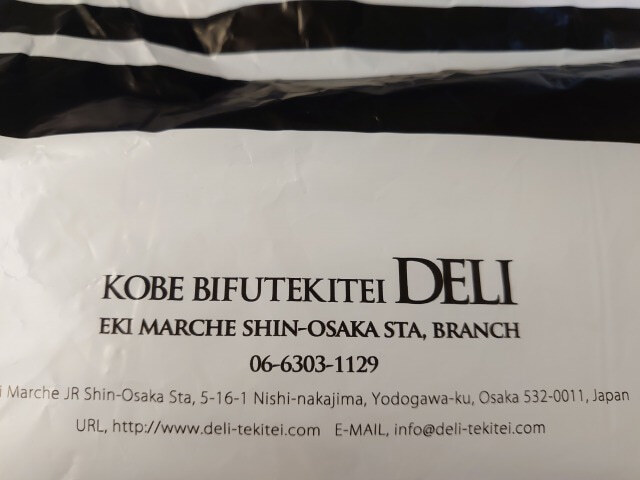 KOBE BIFUTEKITEI DELI
EKI MARCHE SHIN-OSAKA STA, BRANCH
06-6303-1129
i Marche JR Shin-Osaka Sta, 5-16-1 Nishi-nakajima, Yodogawa-ku, Osaka 532-0011, Japan
URL, http://www.deli-tekitei.com E-MAIL, info@deli-tekitei.com